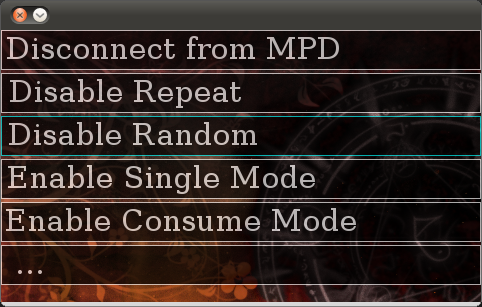 Disconnect from MPD
Disable Repeat
Disable Random
Enable Single Mode
Enable Consume Mode
...